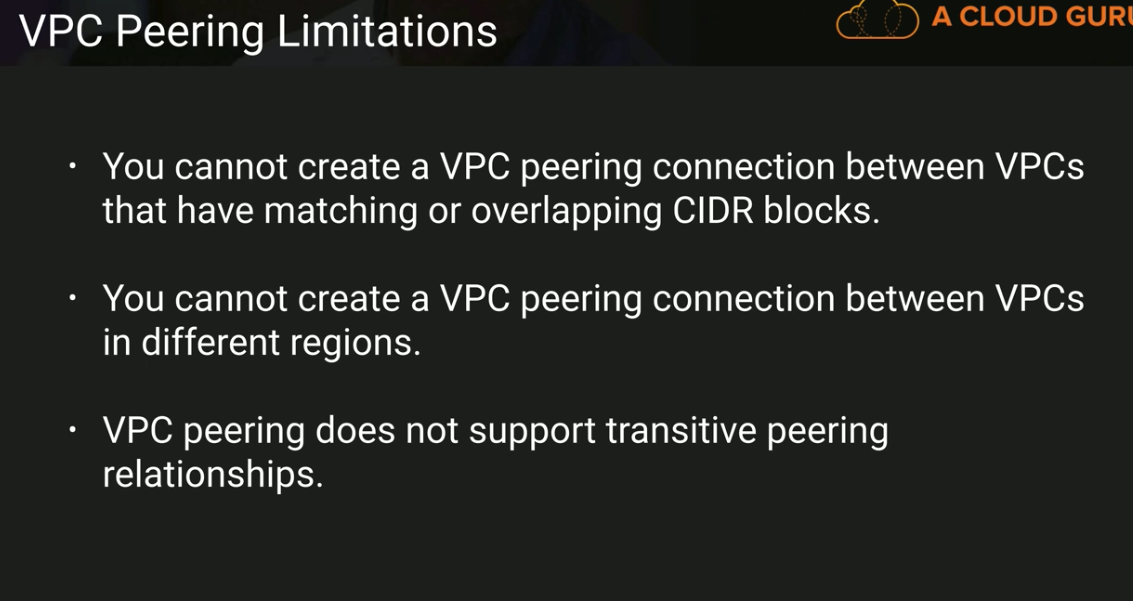 VPC Peering Limitations
A CLOUD GURU
• You cannot create a VPC peering connection between VPCs
that have matching or overlapping CIDR blocks.
• You cannot create a VPC peering connection between VPCs
in different regions.
• VPC peering does not support transitive peering
relationships.